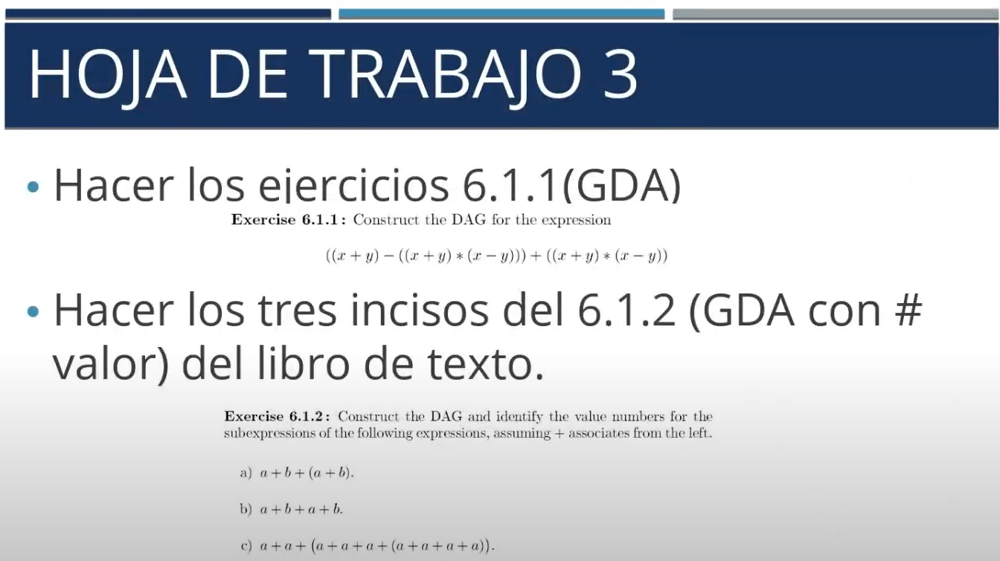 HOJA DE TRABAJO 3
• Hacer los ejercicios 6.1.1(GDA)
Exercise 6.1.1: Construct the DAG for the expression
((x + y) − ((x + y) ∗ (x − y))) + ((x + y) ∗ (x − y))
• Hacer los tres incisos del 6.1.2 (GDA con #
valor) del libro de texto.
Exercise 6.1.2: Construct the DAG and identify the value numbers for the
subexpressions of the following expressions, assuming + associates from the left.
a) a + b + (a + b).
b) a + b + a + b.
c) a + a + (a + a + a + (a + a + a + a)).